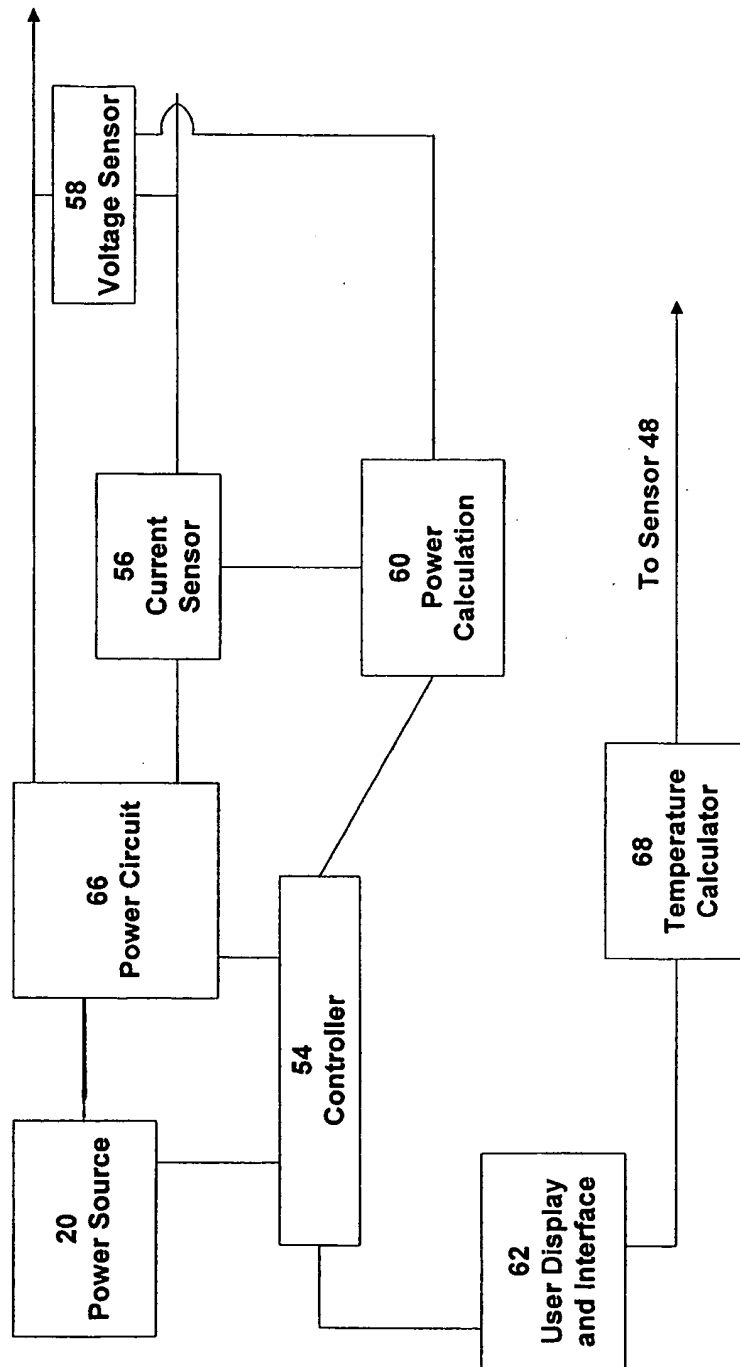 20
Power Source
66
Power Circuit
56
Current
Sensor
58
Voltage Sensor
54
Controller
60
Power
Calculation
62
User Display
and Interface
68
Temperature
Calculator
To Sensor 48